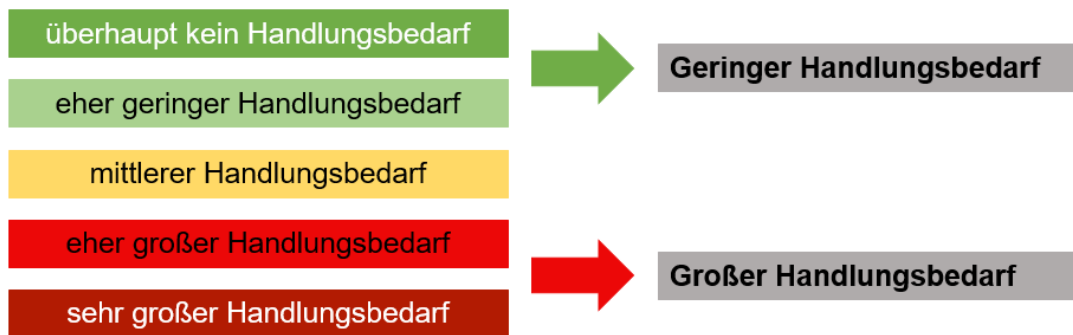 überhaupt kein Handlungsbedarf
eher geringer Handlungsbedarf
mittlerer Handlungsbedarf
eher großer Handlungsbedarf
sehr großer Handlungsbedarf
Geringer Handlungsbedarf
Großer Handlungsbedarf